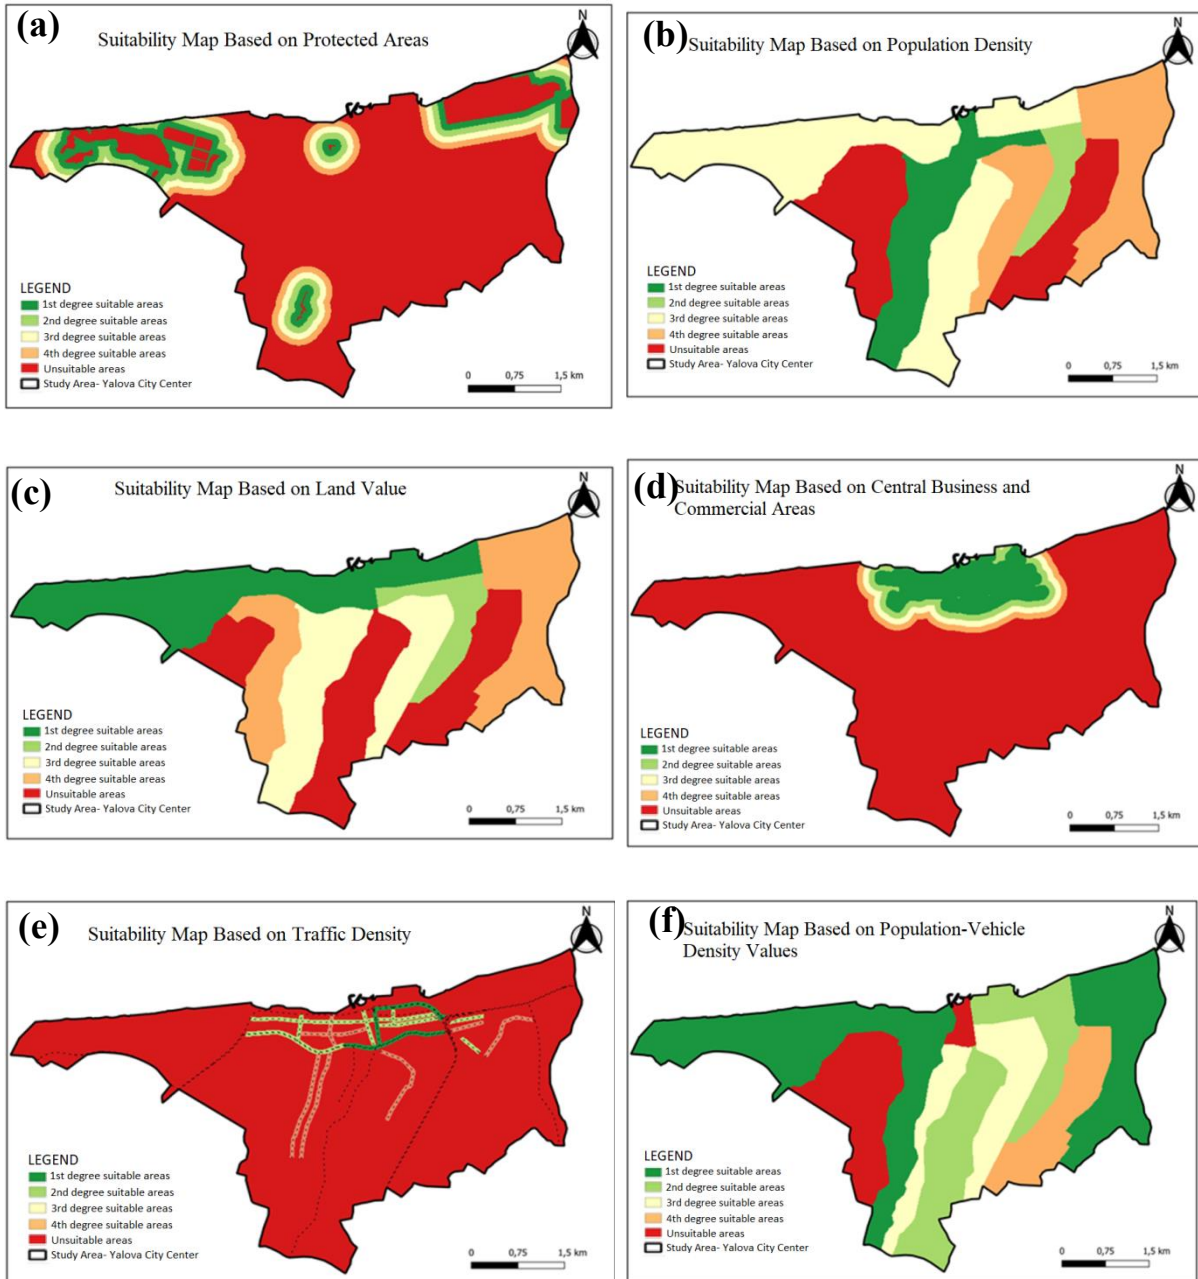 (a)
Suitability Map Based on Protected Areas
N
LEGEND
1st degree suitable areas
2nd degree suitable areas
3rd degree suitable areas
4th degree suitable areas
Unsuitable areas
Study Area- Yalova City Center
0 0,75 1,5 km
(b)
Suitability Map Based on Population Density
N
LEGEND
1st degree suitable areas
2nd degree suitable areas
3rd degree suitable areas
4th degree suitable areas
Unsuitable areas
Study Area- Yalova City Center
0 0,75 1,5 km
(c)
Suitability Map Based on Land Value
N
LEGEND
1st degree suitable areas
2nd degree suitable areas
3rd degree suitable areas
4th degree suitable areas
Unsuitable areas
Study Area- Yalova City Center
0 0,75 1,5 km
(d)
Suitability Map Based on Central Business and
Commercial Areas
N
LEGEND
1st degree suitable areas
2nd degree suitable areas
3rd degree suitable areas
4th degree suitable areas
Unsuitable areas
Study Area- Yalova City Center
0 0,75 1,5 km
(e)
Suitability Map Based on Traffic Density
N
LEGEND
1st degree suitable areas
2nd degree suitable areas
3rd degree suitable areas
4th degree suitable areas
Unsuitable areas
Study Area- Yalova City Center
0 0,75 1,5 km
(f)
Suitability Map Based on Population-Vehicle
Density Values
N
LEGEND
1st degree suitable areas
2nd degree suitable areas
3rd degree suitable areas
4th degree suitable areas
Unsuitable areas
Study Area- Yalova City Center
0 0,75 1,5 km